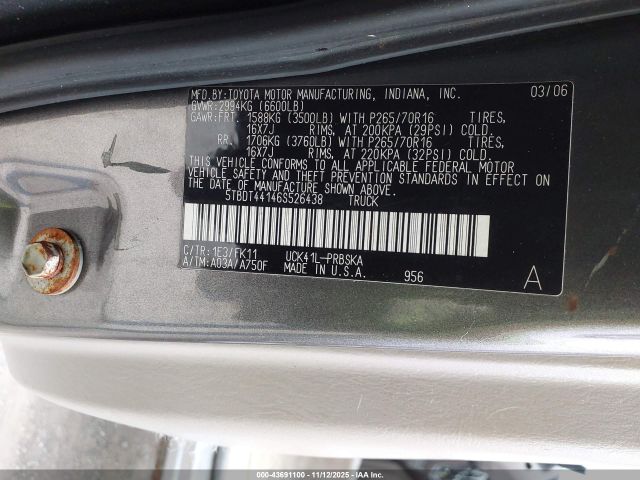 MFD.BY:TOYOTA MOTOR MANUFACTURING, INDIANA, INC. 03/06
GVWR:2994KG (6600LB)
GAWR:FRT. 1588KG (3500LB) WITH P265/70R16 TIRES,
16X7J RIMS, AT 200KPA (29PSI) COLD.
RR. 1706KG (3760LB) WITH P265/70R16 TIRES,
16X7J RIMS, AT 220KPA (32PSI) COLD.
THIS VEHICLE CONFORMS TO ALL APPLICABLE FEDERAL MOTOR
VEHICLE SAFETY AND THEFT PREVENTION STANDARDS IN EFFECT
ON THE DATE OF MANUFACTURE SHOWN ABOVE.
5TBDT44146S526438 TRUCK
C/TR:1E3/FK11 UCK41L-PRBSKA
A/TM:A03A/A750F MADE IN U.S.A. 956 A
000-43691100 - 11/12/2025 - IAAI.com